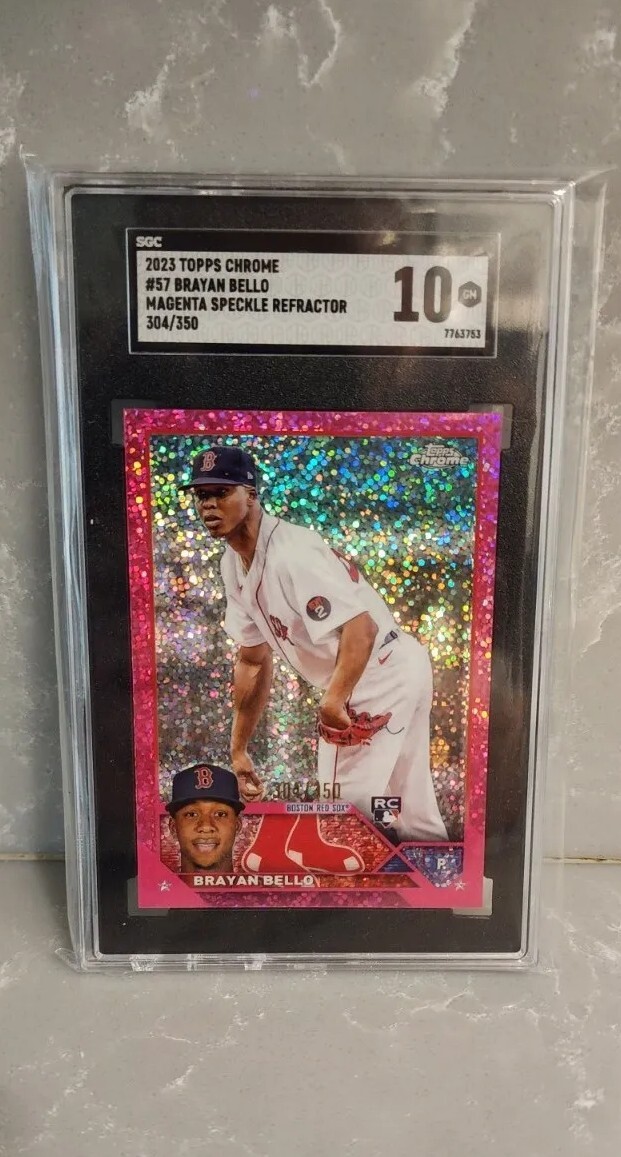 SGC
2023 TOPPS CHROME
#57 BRAYAN BELLO
MAGENTA SPECKLE REFRACTOR
304/350
10
GM
7763753
Topps
Chrome
B
2
304/350
BOSTON RED SOX
RC
B
P
BRAYAN BELLO